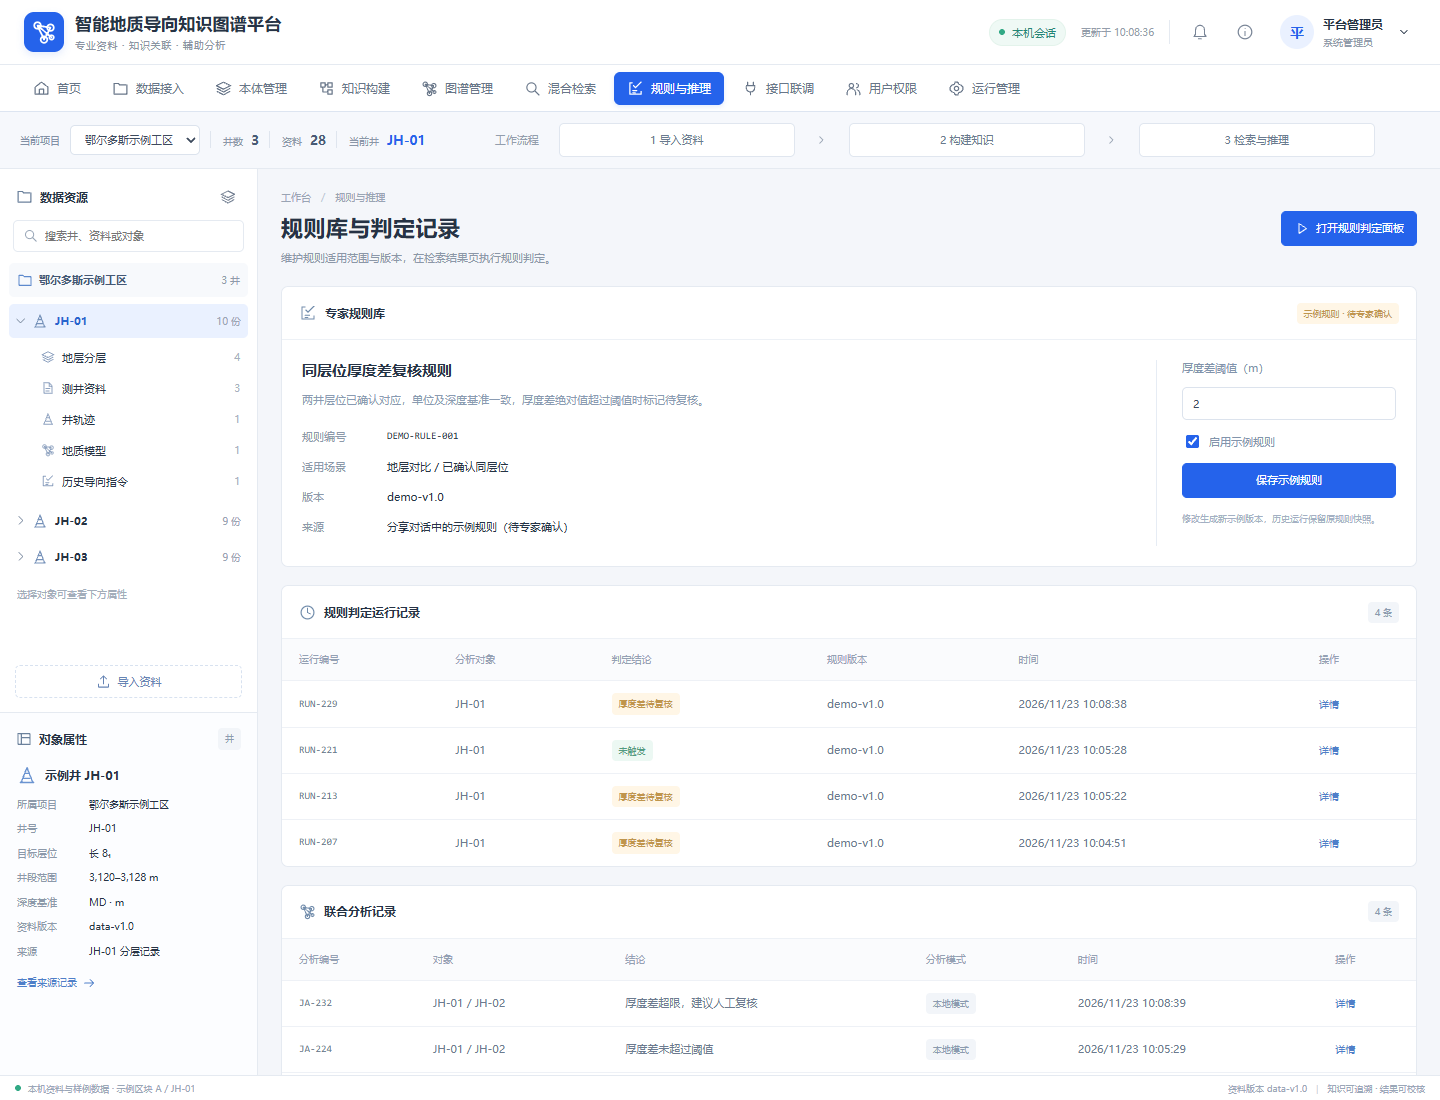 智能地质导向知识图谱平台
专业资料 · 知识关联 · 辅助分析
本机会话
更新于 10:08:36
平
平台管理员
系统管理员
首页
数据接入
本体管理
知识构建
图谱管理
混合检索
规则与推理
接口联调
用户权限
运行管理
当前项目
鄂尔多斯示例工区
井数 3
资料 28
当前井 JH-01
工作流程
1 导入资料
2 构建知识
3 检索与推理
数据资源
搜索井、资料或对象
鄂尔多斯示例工区 3 井
JH-01 10 份
地层分层 4
测井资料 3
井轨迹 1
地质模型 1
历史导向指令 1
JH-02 9 份
JH-03 9 份
选择对象可查看下方属性
导入资料
对象属性 井
示例井 JH-01
所属项目 鄂尔多斯示例工区
井号 JH-01
目标层位 长 8₁
井段范围 3,120–3,128 m
深度基准 MD · m
资料版本 data-v1.0
来源 JH-01 分层记录
查看来源记录 →
工作台 / 规则与推理
规则库与判定记录
维护规则适用范围与版本，在检索结果页执行规则判定。
打开规则判定面板
专家规则库
示例规则 · 待专家确认
同层位厚度差复核规则
两井层位已确认对应，单位及深度基准一致，厚度差绝对值超过阈值时标记待复核。
规则编号 DEMO-RULE-001
适用场景 地层对比 / 已确认同层位
版本 demo-v1.0
来源 分享对话中的示例规则（待专家确认）
厚度差阈值（m）
2
启用示例规则
保存示例规则
修改生成新示例版本，历史运行保留原规则快照。
规则判定运行记录 4 条
运行编号 分析对象 判定结论 规则版本 时间 操作
RUN-229 JH-01 厚度差待复核 demo-v1.0 2026/11/23 10:08:38 详情
RUN-221 JH-01 未触发 demo-v1.0 2026/11/23 10:05:28 详情
RUN-213 JH-01 厚度差待复核 demo-v1.0 2026/11/23 10:05:22 详情
RUN-207 JH-01 厚度差待复核 demo-v1.0 2026/11/23 10:04:51 详情
联合分析记录 4 条
分析编号 对象 结论 分析模式 时间 操作
JA-232 JH-01 / JH-02 厚度差超限，建议人工复核 本地模式 2026/11/23 10:08:39 详情
JA-224 JH-01 / JH-02 厚度差未超过阈值 本地模式 2026/11/23 10:05:29 详情
本机资料与样例数据 · 示例区块 A / JH-01
资料版本 data-v1.0 | 知识可追溯 · 结果可校核